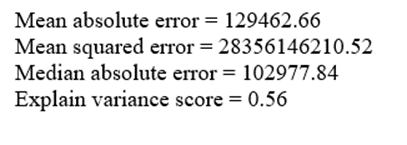 Mean absolute error = 129462.66
Mean squared error = 28356146210.52
Median absolute error = 102977.84
Explain variance score = 0.56